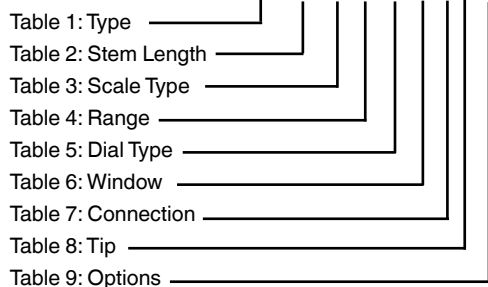 Table 1: Type
Table 2: Stem Length
Table 3: Scale Type
Table 4: Range
Table 5: Dial Type
Table 6: Window
Table 7: Connection
Table 8: Tip
Table 9: Options